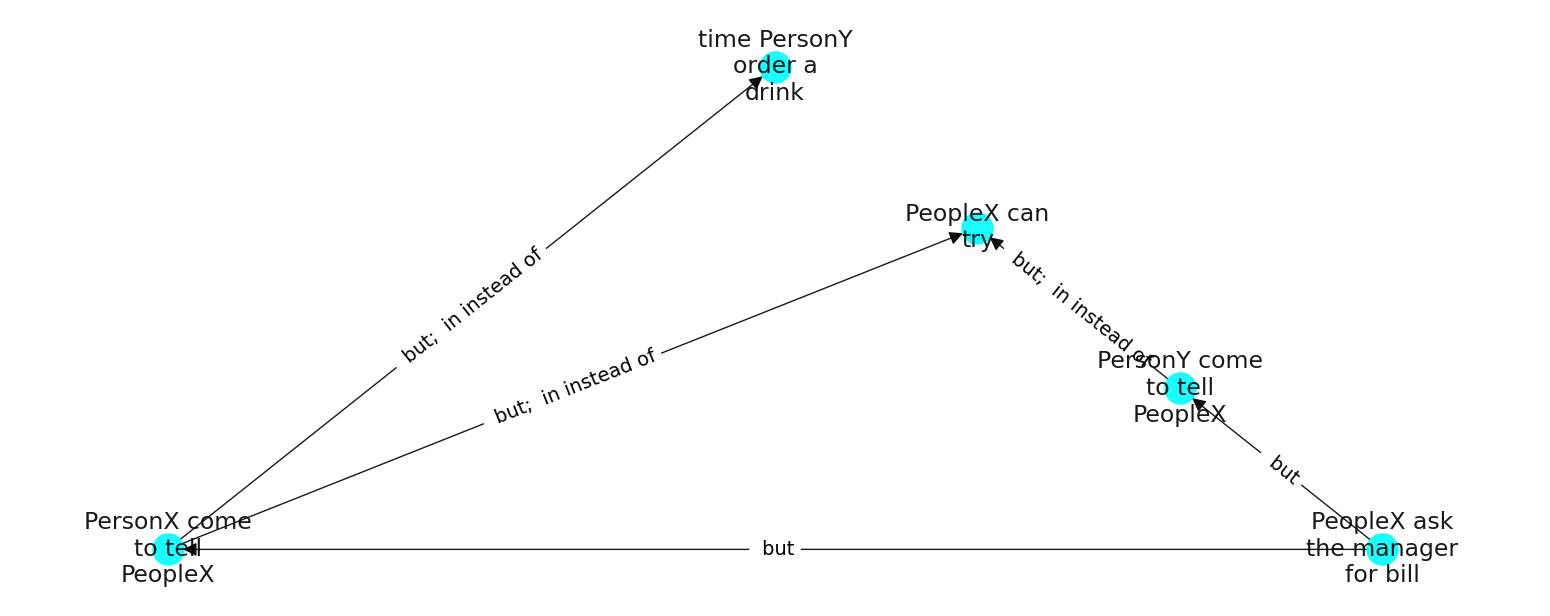 time PersonY
order a
drink
PeopleX can
try
but;  in instead of
but;  in instead of
but;  in instead of
PersonY come
to tell
PeopleX
but
PersonX come
to tell
PeopleX
but
PeopleX ask
the manager
for bill